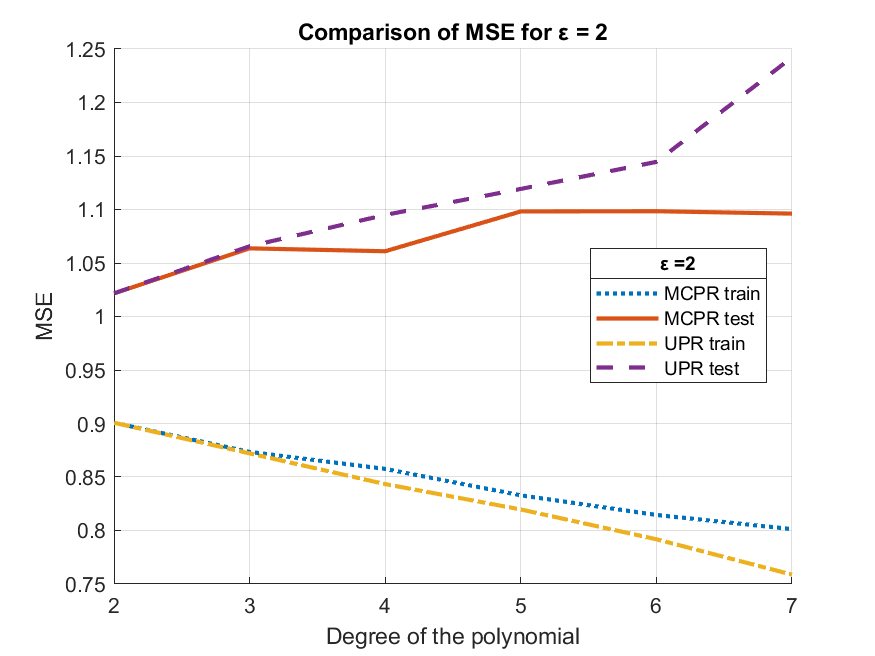 Comparison of MSE for ε = 2
1.25
1.2
1.15
1.1
1.05
1
0.95
0.9
0.85
0.8
0.75
MSE
ε =2
MCPR train
MCPR test
UPR train
UPR test
2 3 4 5 6 7
Degree of the polynomial